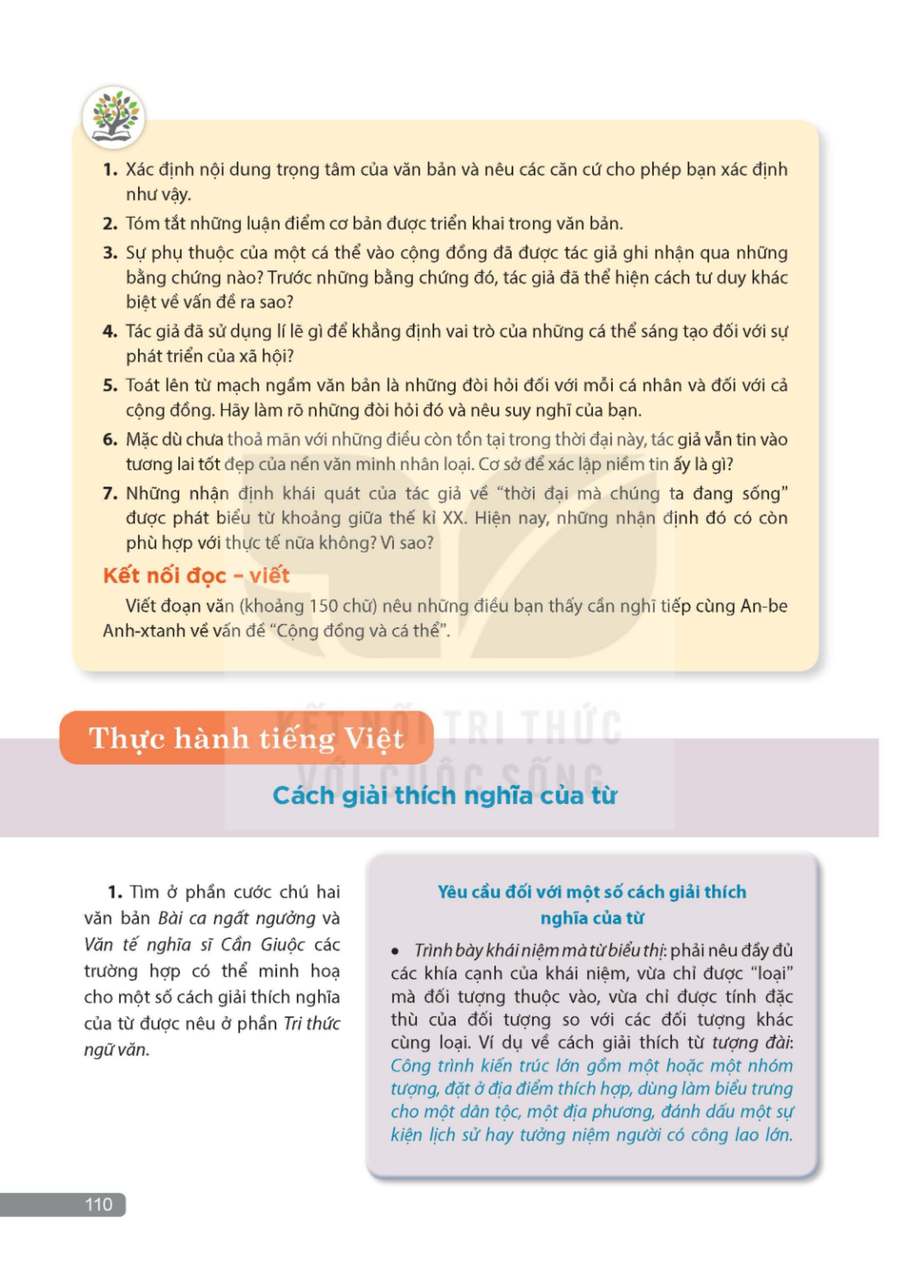 1. Xác định nội dung trọng tâm của văn bản và nêu các căn cứ cho phép bạn xác định
như vậy.
2. Tóm tắt những luận điểm cơ bản được triển khai trong văn bản.
3. Sự phụ thuộc của một cá thể vào cộng đồng đã được tác giả ghi nhận qua những
bằng chứng nào? Trước những bằng chứng đó, tác giả đã thể hiện cách tư duy khác
biệt về vấn đề ra sao?
4. Tác giả đã sử dụng lí lẽ gì để khẳng định vai trò của những cá thể sáng tạo đối với sự
phát triển của xã hội?
5. Toát lên từ mạch ngầm văn bản là những đòi hỏi đối với mỗi cá nhân và đối với cả
cộng đồng. Hãy làm rõ những đòi hỏi đó và nêu suy nghĩ của bạn.
6. Mặc dù chưa thoả mãn với những điều còn tồn tại trong thời đại này, tác giả vẫn tin vào
tương lai tốt đẹp của nền văn minh nhân loại. Cơ sở để xác lập niềm tin ấy là gì?
7. Những nhận định khái quát của tác giả về “thời đại mà chúng ta đang sống”
được phát biểu từ khoảng giữa thế kỉ XX. Hiện nay, những nhận định đó có còn
phù hợp với thực tế nữa không? Vì sao?
Kết nối đọc – viết
Viết đoạn văn (khoảng 150 chữ) nêu những điều bạn thấy cần nghĩ tiếp cùng An-be
Anh-xtanh về vấn đề “Cộng đồng và cá thể”.
KẾT NỐI TRI THỨC
VỚI CUỘC SỐNG
Thực hành tiếng Việt
Cách giải thích nghĩa của từ
1. Tìm ở phần cước chú hai
văn bản Bài ca ngất ngưởng và
Văn tế nghĩa sĩ Cần Giuộc các
trường hợp có thể minh hoạ
cho một số cách giải thích nghĩa
của từ được nêu ở phần Tri thức
ngữ văn.
Yêu cầu đối với một số cách giải thích
nghĩa của từ
• Trình bày khái niệm mà từ biểu thị: phải nêu đầy đủ
các khía cạnh của khái niệm, vừa chỉ được “loại”
mà đối tượng thuộc vào, vừa chỉ được tính đặc
thù của đối tượng so với các đối tượng khác
cùng loại. Ví dụ về cách giải thích từ tượng đài:
Công trình kiến trúc lớn gồm một hoặc một nhóm
tượng, đặt ở địa điểm thích hợp, dùng làm biểu trưng
cho một dân tộc, một địa phương, đánh dấu một sự
kiện lịch sử hay tưởng niệm người có công lao lớn.
110